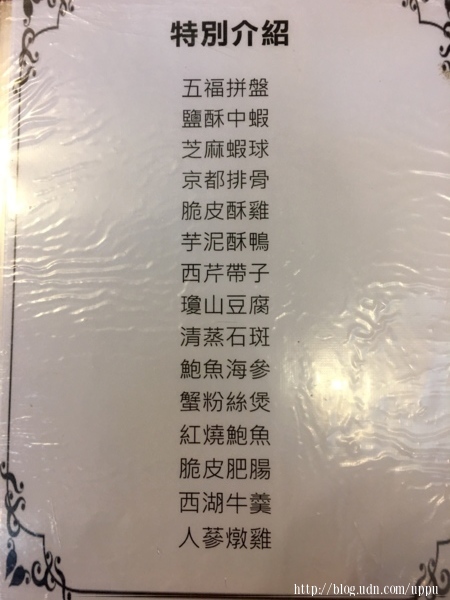 特別介紹
五福拼盤
鹽酥中蝦
芝麻蝦球
京都排骨
脆皮酥雞
芋泥酥鴨
西芹帶子
瓊山豆腐
清蒸石斑
鮑魚海參
蟹粉絲煲
紅燒鮑魚
脆皮肥腸
西湖牛羹
人蔘燉雞
http://blog.udn.com/uppu